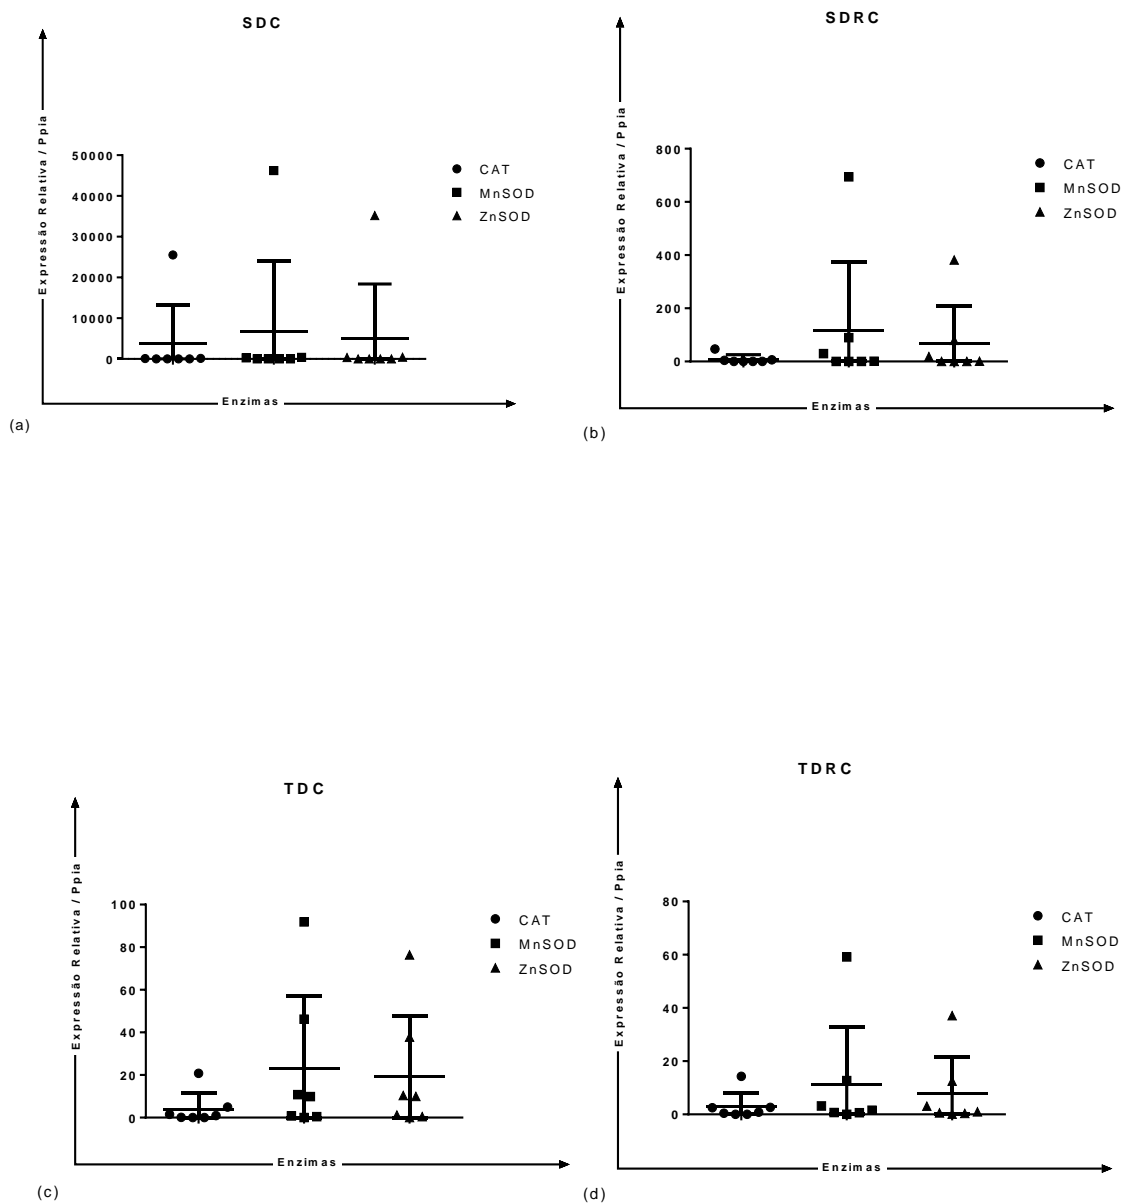 SDC
Expressão Relativa / Ppia
50000
40000
30000
20000
10000
0
CAT
MnSOD
ZnSOD
Enzimas
(a)
SDRC
Expressão Relativa / Ppia
800
600
400
200
0
CAT
MnSOD
ZnSOD
Enzimas
(b)
TDC
Expressão Relativa / Ppia
100
80
60
40
20
0
CAT
MnSOD
ZnSOD
Enzimas
(c)
TDRC
Expressão Relativa / Ppia
80
60
40
20
0
CAT
MnSOD
ZnSOD
Enzimas
(d)